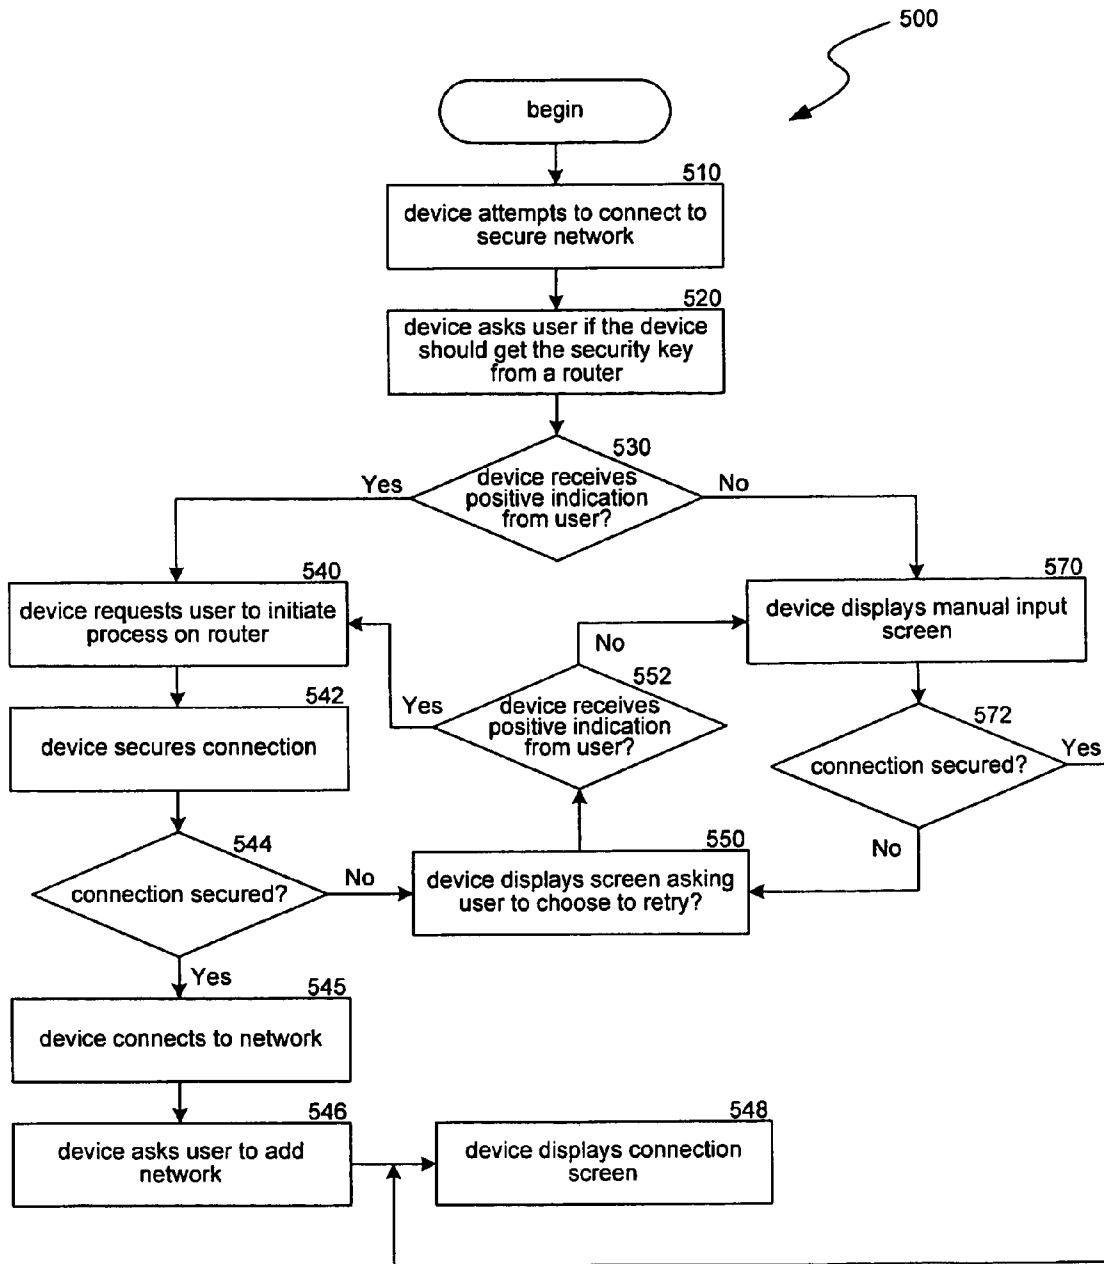 500
begin
510
device attempts to connect to
secure network
520
device asks user if the device
should get the security key
from a router
530
device receives
positive indication
from user?
Yes
No
540
device requests user to initiate
process on router
570
device displays manual input
screen
No
552
device receives
positive indication
from user?
Yes
542
device secures connection
572
connection secured?
Yes
No
544
connection secured?
No
550
device displays screen asking
user to choose to retry?
Yes
545
device connects to network
546
device asks user to add
network
548
device displays connection
screen